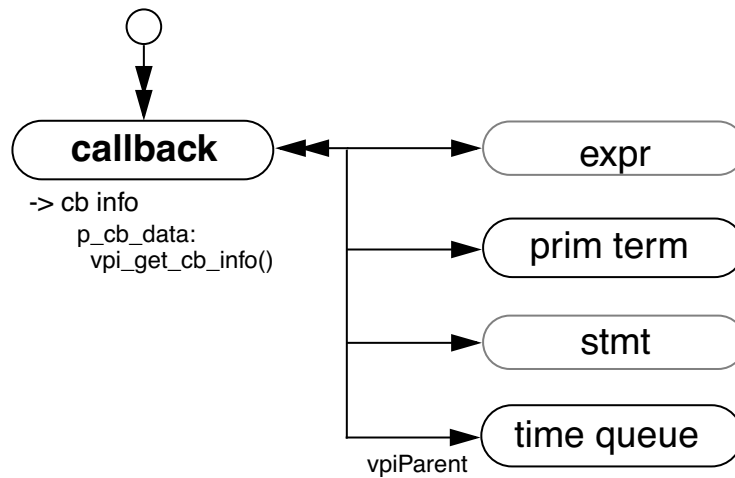 callback
expr
-> cb info
p_cb_data:
vpi_get_cb_info()
prim term
stmt
time queue
vpiParent